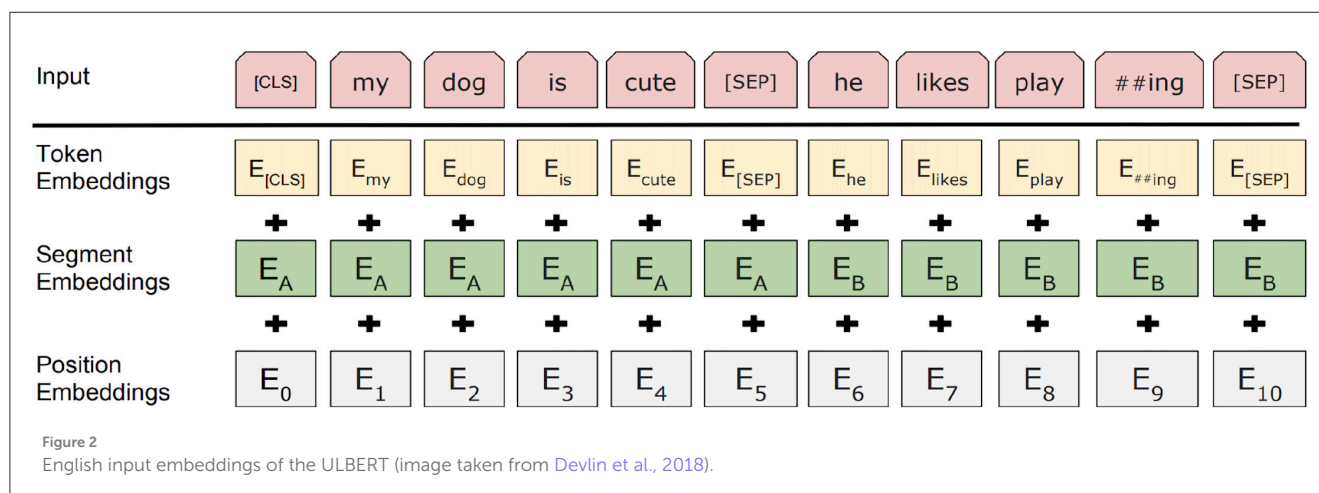 Input [CLS] my dog is cute [SEP] he likes play ##ing [SEP]
Token
Embeddings E[CLS] Emy Edog Eis Ecute E[SEP] Ehe Elikes Eplay E##ing E[SEP]
+ + + + + + + + + + +
Segment
Embeddings EA EA EA EA EA EA EB EB EB EB EB
+ + + + + + + + + + +
Position
Embeddings E0 E1 E2 E3 E4 E5 E6 E7 E8 E9 E10
Figure 2
English input embeddings of the ULBERT (image taken from Devlin et al., 2018).